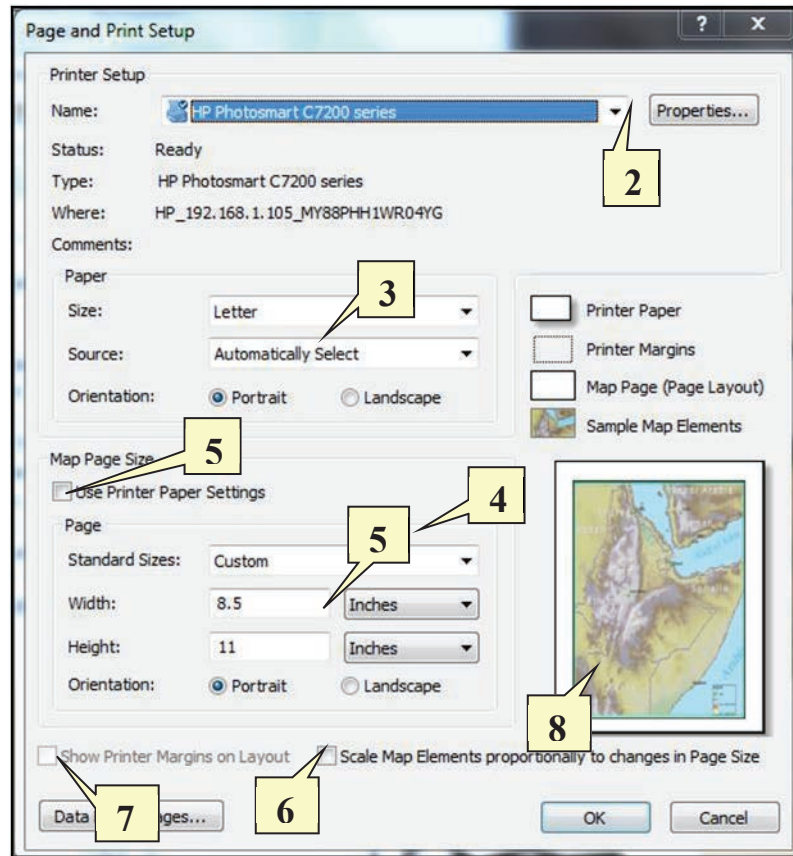 Page and Print Setup
? X
Printer Setup
Name: HP Photosmart C7200 series Properties...
2
Status: Ready
Type: HP Photosmart C7200 series
Where: HP_192.168.1.105_MY88PHH1WR04YG
Comments:
Paper
3
Size: Letter
Source: Automatically Select
Orientation: Portrait Landscape
Printer Paper
Printer Margins
Map Page (Page Layout)
Sample Map Elements
Map Page Size
5
Use Printer Paper Settings
4
Page
5
Standard Sizes: Custom
Width: 8.5 Inches
Height: 11 Inches
Orientation: Portrait Landscape
8
Show Printer Margins on Layout Scale Map Elements proportionally to changes in Page Size
7
6
Data ages...
OK Cancel